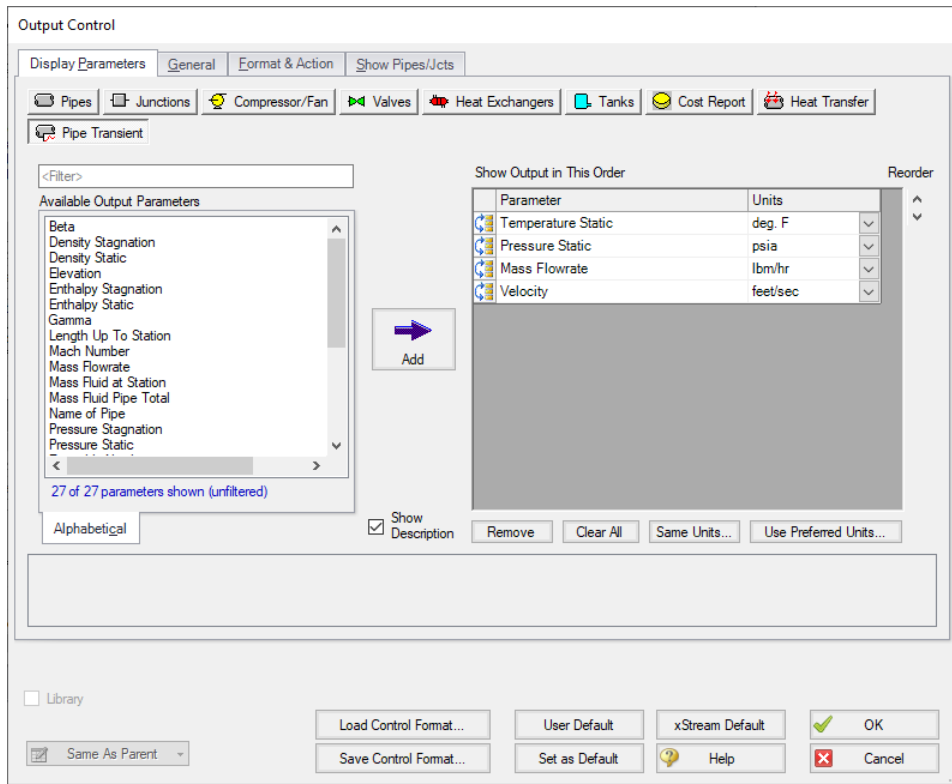 Output Control
Display Parameters
General
Format & Action
Show Pipes/Jcts
Pipes
Junctions
Compressor/Fan
Valves
Heat Exchangers
Tanks
Cost Report
Heat Transfer
Pipe Transient
<Filter>
Available Output Parameters
Beta
Density Stagnation
Density Static
Elevation
Enthalpy Stagnation
Enthalpy Static
Gamma
Length Up To Station
Mach Number
Mass Flowrate
Mass Fluid at Station
Mass Fluid Pipe Total
Name of Pipe
Pressure Stagnation
Pressure Static
27 of 27 parameters shown (unfiltered)
Alphabetical
Add
Show
Description
Show Output in This Order
Reorder
Parameter Units
Temperature Static deg. F
Pressure Static psia
Mass Flowrate lbm/hr
Velocity feet/sec
Remove
Clear All
Same Units...
Use Preferred Units...
Library
Same As Parent
Load Control Format...
User Default
xStream Default
OK
Save Control Format...
Set as Default
Help
Cancel